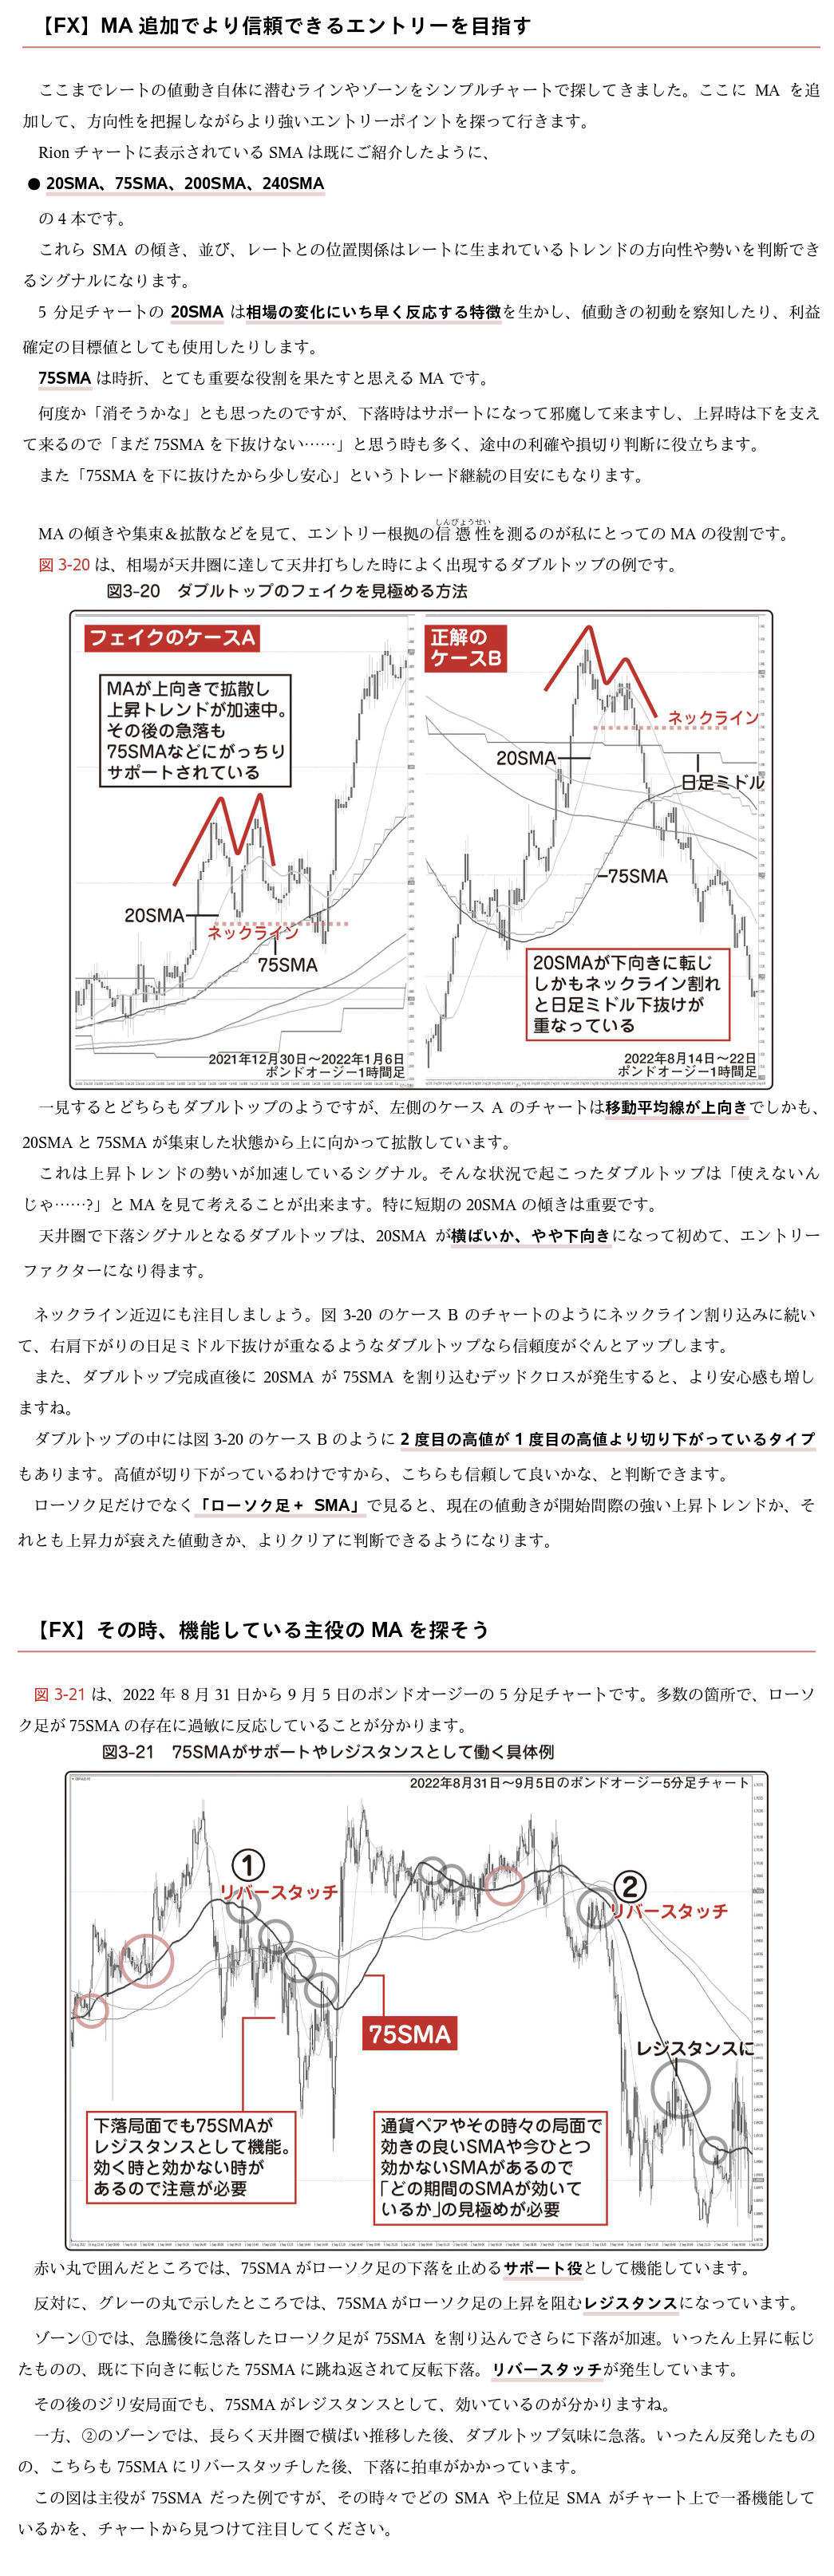 【FX】MA 追加でより信頼できるエントリーを目指す
ここまでレートの値動き自体に潜むラインやゾーンをシンプルチャートで探してきました。ここに MA を追
加して、方向性を把握しながらより強いエントリーポイントを探って行きます。
Rion チャートに表示されている SMA は既にご紹介したように、
● 20SMA、75SMA、200SMA、240SMA
の 4 本です。
これら SMA の傾き、並び、レートとの位置関係はレートに生まれているトレンドの方向性や勢いを判断でき
るシグナルになります。
5 分足チャートの 20SMA は相場の変化にいち早く反応する特徴を生かし、値動きの初動を察知したり、利益
確定の目標値としても使用したりします。
75SMA は時折、とても重要な役割を果たすと思える MA です。
何度か「消そうかな」とも思ったのですが、下落時はサポートになって邪魔して来ますし、上昇時は下を支え
て来るので「まだ 75SMA を下抜けない……」と思う時も多く、途中の利確や損切り判断に役立ちます。
また「75SMA を下に抜けたから少し安心」というトレード継続の目安にもなります。
しんぴょうせい
MA の傾きや集束＆拡散などを見て、エントリー根拠の信憑性を測るのが私にとっての MA の役割です。
図 3-20 は、相場が天井圏に達して天井打ちした時によく出現するダブルトップの例です。
図3-20　ダブルトップのフェイクを見極める方法
フェイクのケースA
MAが上向きで拡散し
上昇トレンドが加速中。
その後の急落も
75SMAなどにがっちり
サポートされている
20SMA
ネックライン
75SMA
2021年12月30日〜2022年1月6日
ポンドオージー1時間足
正解の
ケースB
ネックライン
20SMA
日足ミドル
75SMA
20SMAが下向きに転じ
しかもネックライン割れ
と日足ミドル下抜けが
重なっている
2022年8月14日〜22日
ポンドオージー1時間足
一見するとどちらもダブルトップのようですが、左側のケース A のチャートは移動平均線が上向きでしかも、
20SMA と 75SMA が集束した状態から上に向かって拡散しています。
これは上昇トレンドの勢いが加速しているシグナル。そんな状況で起こったダブルトップは「使えないん
じゃ……?」と MA を見て考えることが出来ます。特に短期の 20SMA の傾きは重要です。
天井圏で下落シグナルとなるダブルトップは、20SMA が横ばいか、やや下向きになって初めて、エントリー
ファクターになり得ます。
ネックライン近辺にも注目しましょう。図 3-20 のケース B のチャートのようにネックライン割り込みに続い
て、右肩下がりの日足ミドル下抜けが重なるようなダブルトップなら信頼度がぐんとアップします。
また、ダブルトップ完成直後に 20SMA が 75SMA を割り込むデッドクロスが発生すると、より安心感も増し
ますね。
ダブルトップの中には図 3-20 のケース B のように 2 度目の高値が 1 度目の高値より切り下がっているタイプ
もあります。高値が切り下がっているわけですから、こちらも信頼して良いかな、と判断できます。
ローソク足だけでなく「ローソク足＋ SMA」で見ると、現在の値動きが開始間際の強い上昇トレンドか、そ
れとも上昇力が衰えた値動きか、よりクリアに判断できるようになります。
【FX】その時、機能している主役の MA を探そう
図 3-21 は、2022 年 8 月 31 日から 9 月 5 日のポンドオージーの 5 分足チャートです。多数の箇所で、ローソ
ク足が 75SMA の存在に過敏に反応していることが分かります。
図3-21　75SMAがサポートやレジスタンスとして働く具体例
2022年8月31日〜9月5日のポンドオージー5分足チャート
①
リバースタッチ
②
リバースタッチ
75SMA
レジスタンスに
下落局面でも75SMAが
レジスタンスとして機能。
効く時と効かない時が
あるので注意が必要
通貨ペアやその時々の局面で
効きの良いSMAや今ひとつ
効かないSMAがあるので
「どの期間のSMAが効いて
いるか」の見極めが必要
赤い丸で囲んだところでは、75SMA がローソク足の下落を止めるサポート役として機能しています。
反対に、グレーの丸で示したところでは、75SMA がローソク足の上昇を阻むレジスタンスになっています。
ゾーン①では、急騰後に急落したローソク足が 75SMA を割り込んでさらに下落が加速。いったん上昇に転じ
たものの、既に下向きに転じた 75SMA に跳ね返されて反転下落。リバースタッチが発生しています。
その後のジリ安局面でも、75SMA がレジスタンスとして、効いているのが分かりますね。
一方、②のゾーンでは、長らく天井圏で横ばい推移した後、ダブルトップ気味に急落。いったん反発したもの
の、こちらも 75SMA にリバースタッチした後、下落に拍車がかかっています。
この図は主役が 75SMA だった例ですが、その時々でどの SMA や上位足 SMA がチャート上で一番機能して
いるかを、チャートから見つけて注目してください。